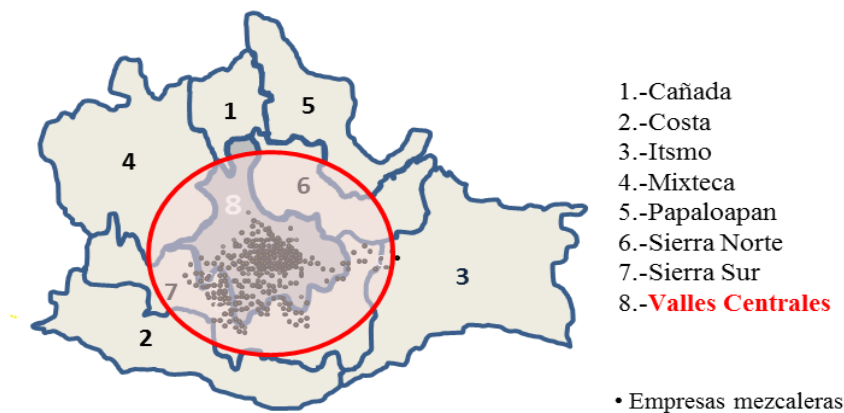 1
5
4
6
8
3
7
2
1.-Cañada
2.-Costa
3.-Itsmo
4.-Mixteca
5.-Papaloapan
6.-Sierra Norte
7.-Sierra Sur
8.-Valles Centrales
• Empresas mezcaleras